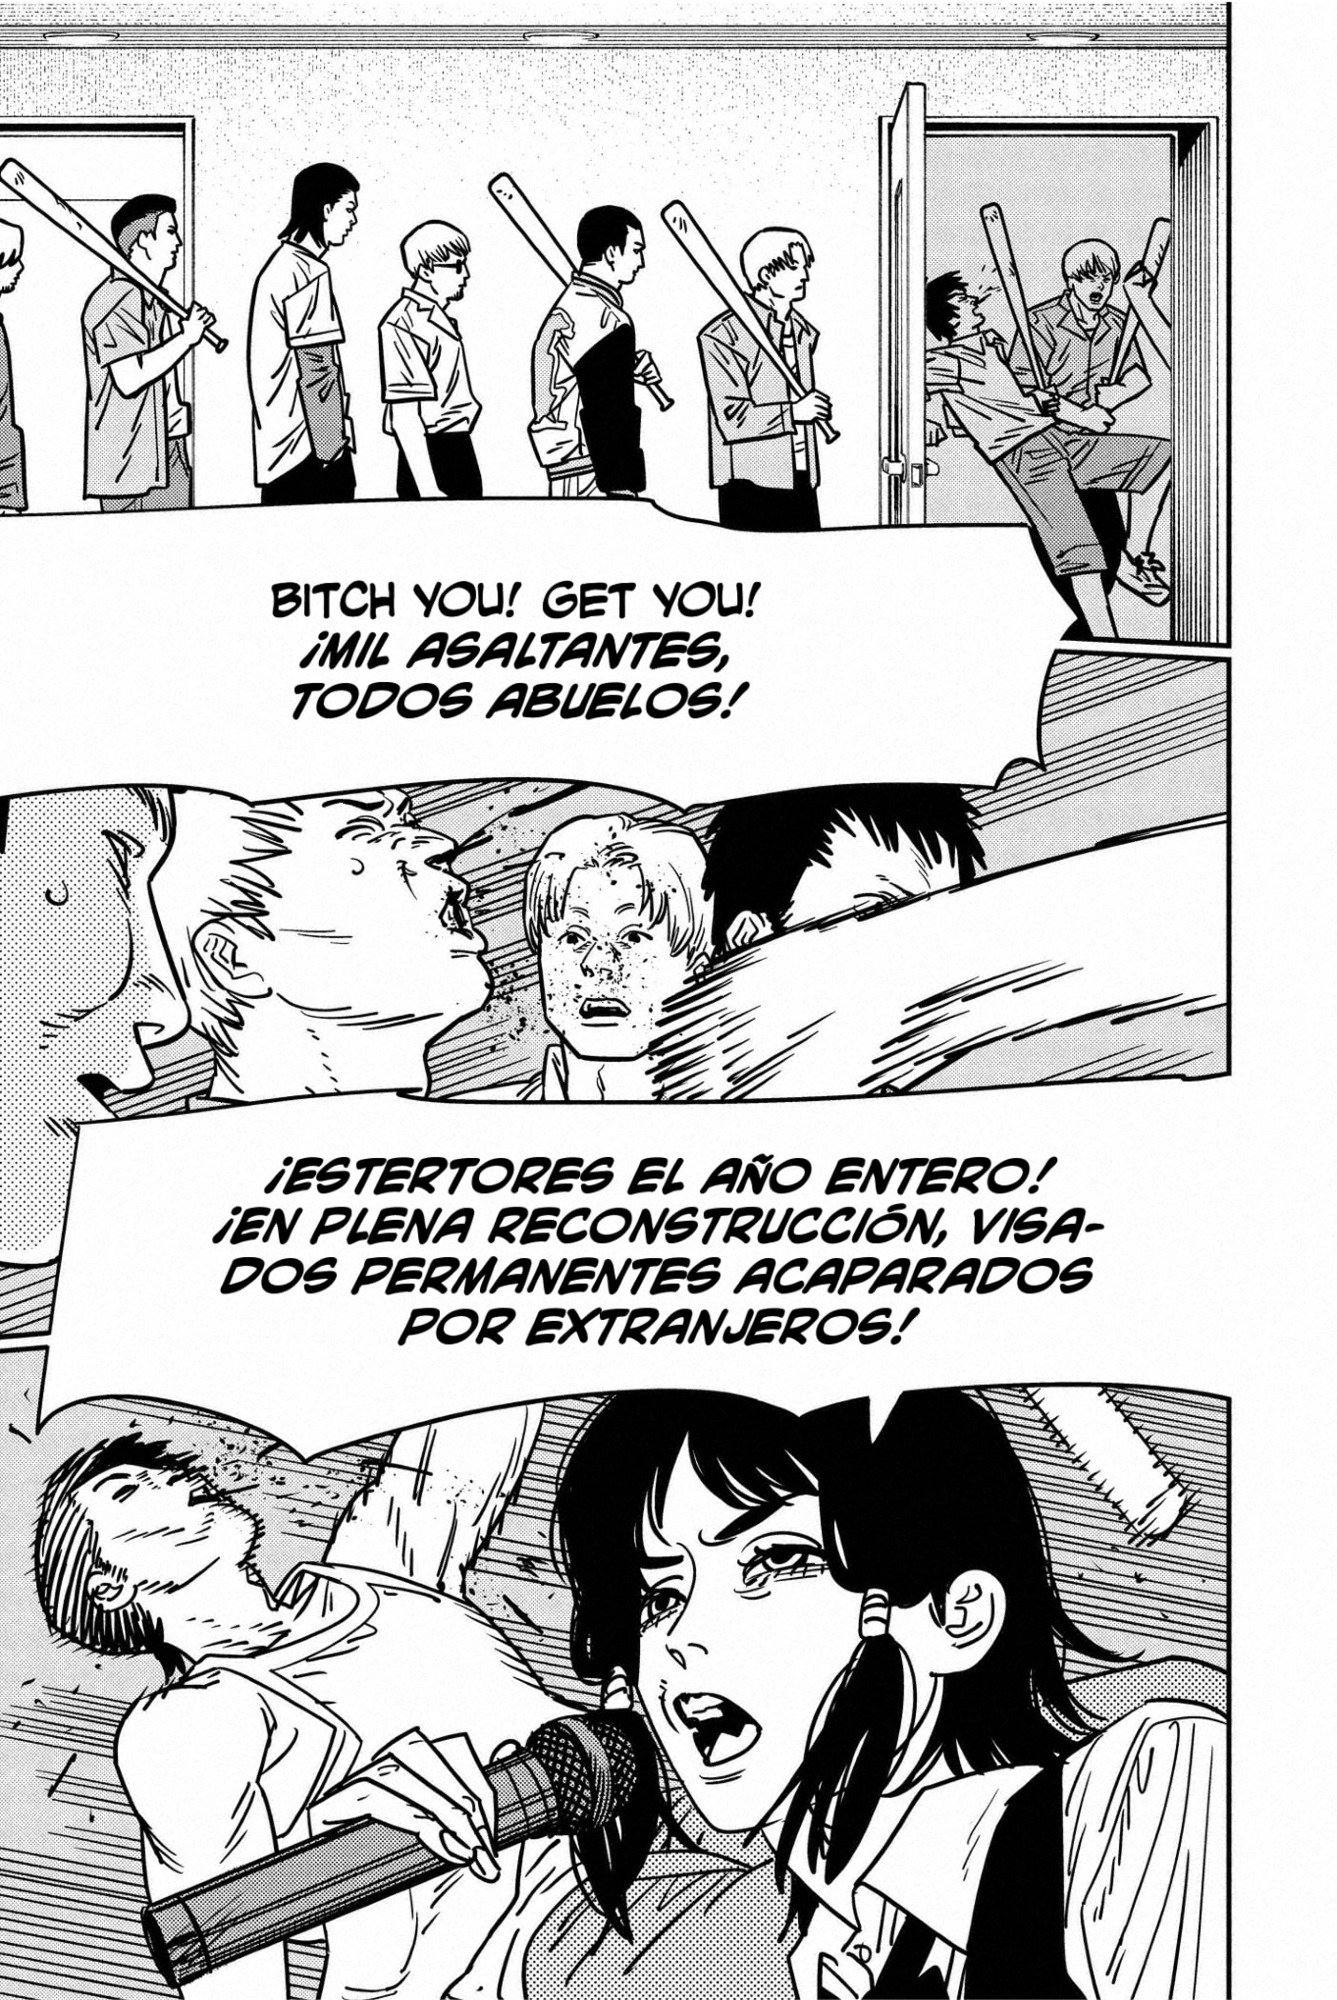 BITCH YOU! GET YOU!
¡MIL ASALTANTES,
TODOS ABUELOS!
¡ESTERTORES EL AÑO ENTERO!
¡EN PLENA RECONSTRUCCIÓN, VISA-
DOS PERMANENTES ACAPARADOS
POR EXTRANJEROS!